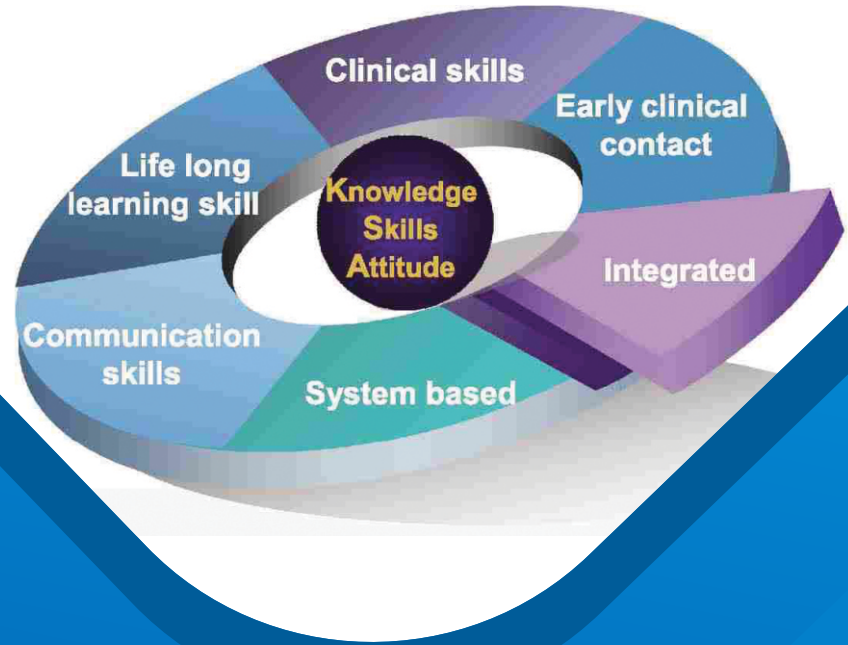 Clinical skills
Early clinical
contact
Life long
learning skill
Knowledge
Skills
Attitude
Integrated
Communication
skills
System based